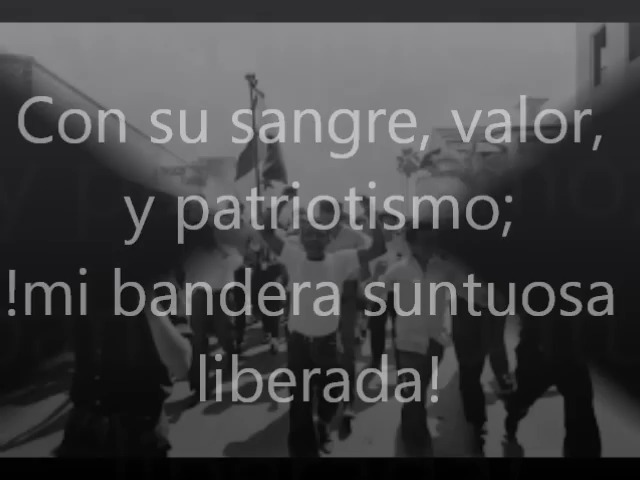 Con su sangre, valor,
y patriotismo;
!mi bandera suntuosa
liberada!